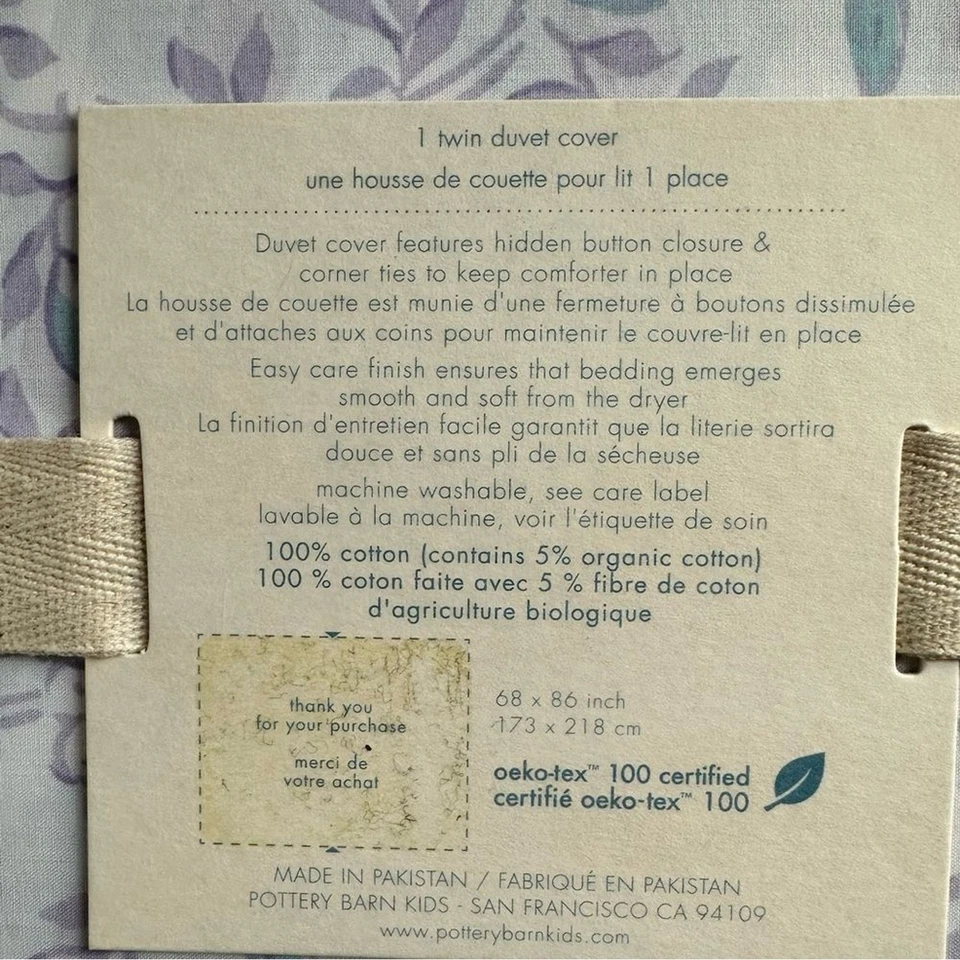 1 twin duvet cover
une housse de couette pour lit 1 place
Duvet cover features hidden button closure &
corner ties to keep comforter in place
La housse de couette est munie d'une fermeture à boutons dissimulée
et d'attaches aux coins pour maintenir le couvre-lit en place
Easy care finish ensures that bedding emerges
smooth and soft from the dryer
La finition d'entretien facile garantit que la literie sortira
douce et sans pli de la sécheuse
machine washable, see care label
lavable à la machine, voir l'étiquette de soin
100% cotton (contains 5% organic cotton)
100 % coton faite avec 5 % fibre de coton
d'agriculture biologique
thank you
for your purchase
merci de
votre achat
68 x 86 inch
173 x 218 cm
oeko-tex™ 100 certified
certifié oeko-tex™ 100
MADE IN PAKISTAN / FABRIQUÉ EN PAKISTAN
POTTERY BARN KIDS - SAN FRANCISCO CA 94109
www.potterybarnkids.com